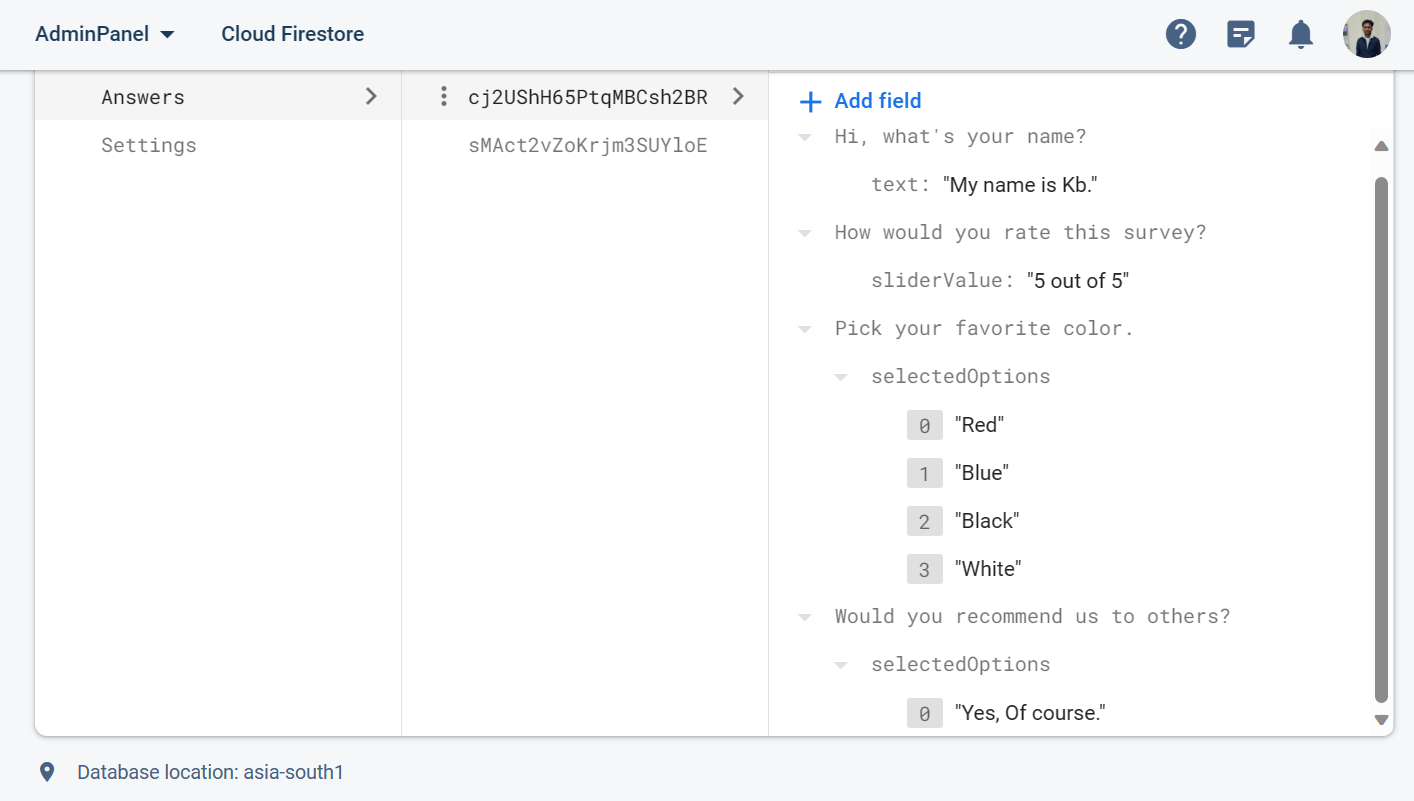 AdminPanel Cloud Firestore
Answers
Settings
cj2UShH65PtqMBCsh2BR
sMAct2vZoKrjm3SUYloE
Add field
Hi, what's your name?
text: "My name is Kb."
How would you rate this survey?
sliderValue: "5 out of 5"
Pick your favorite color.
selectedOptions
0 "Red"
1 "Blue"
2 "Black"
3 "White"
Would you recommend us to others?
selectedOptions
0 "Yes, Of course."
Database location: asia-south1